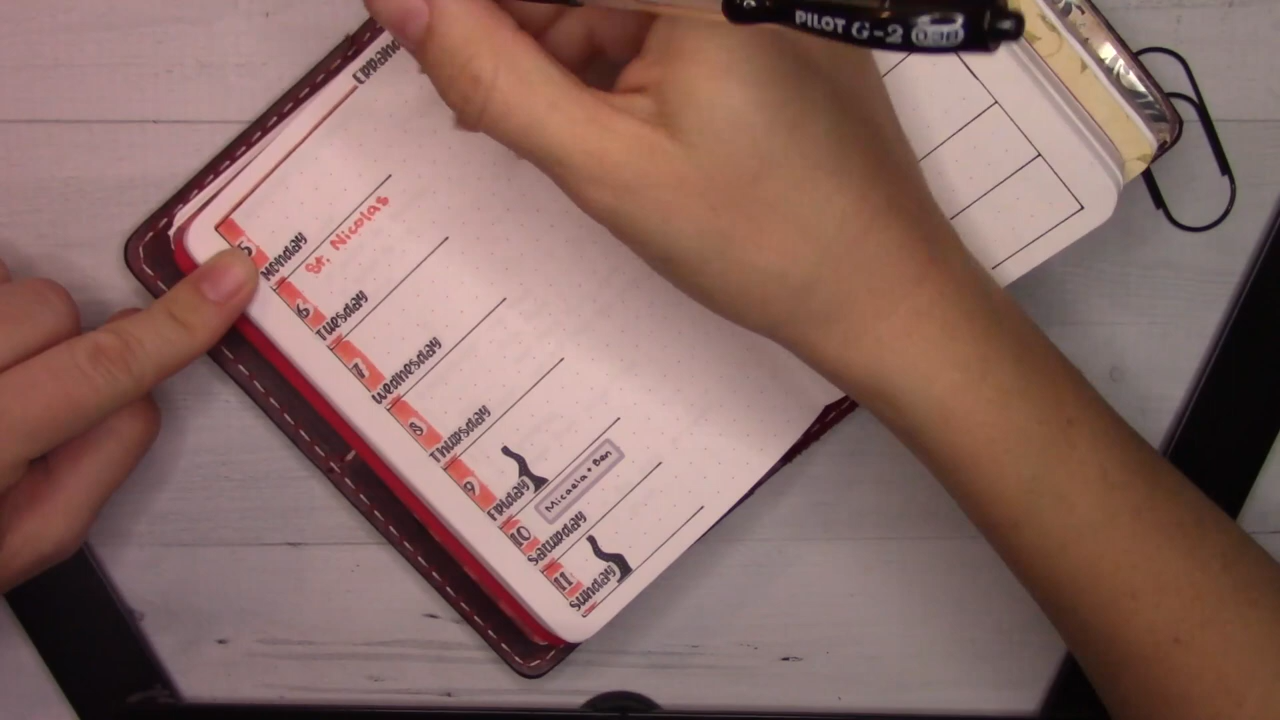 PILOT G-2 038
5
Monday
St. Nicolas
6
Tuesday
7
Wednesday
8
Thursday
9
Friday
Micaela • Ben
10
Saturday
11
Sunday